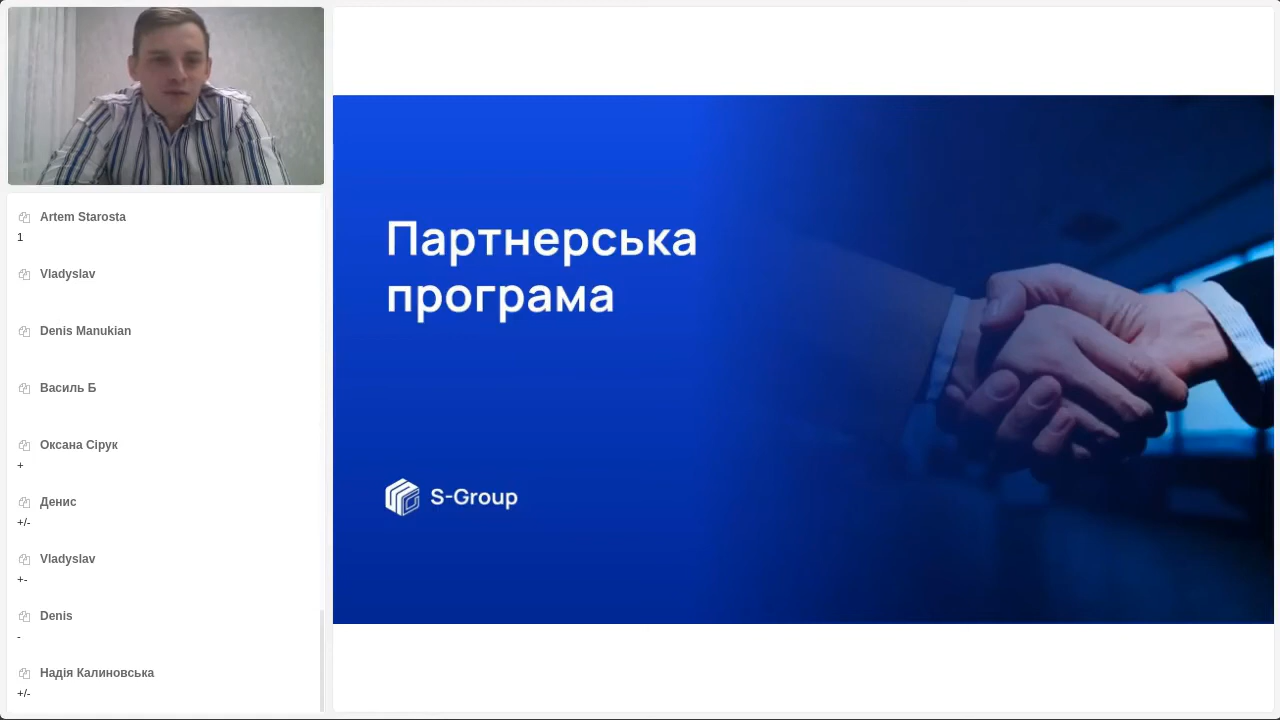 Artem Starosta
1
Vladyslav
Denis Manukian
Василь Б
Оксана Сірук
+
Денис
+/-
Vladyslav
+-
Denis
-
Надія Калиновська
+/-
Партнерська
програма
S-Group